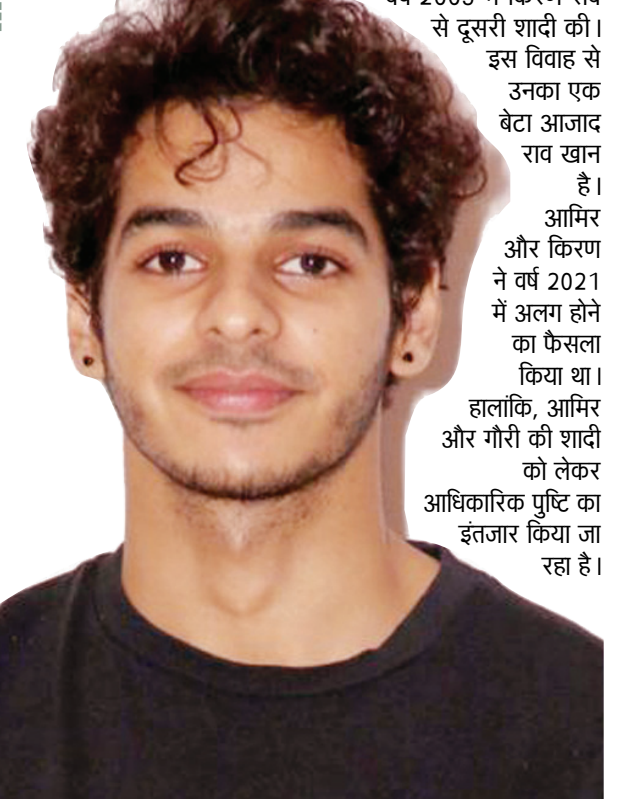 से दूसरी शादी की।
इस विवाह से
उनका एक
बेटा आजाद
राव खान
है।
आमिर
और किरण
ने वर्ष 2021
में अलग होने
का फैसला
किया था।
हालांकि, आमिर
और गौरी की शादी
को लेकर
आधिकारिक पुष्टि का
इंतजार किया जा
रहा है।